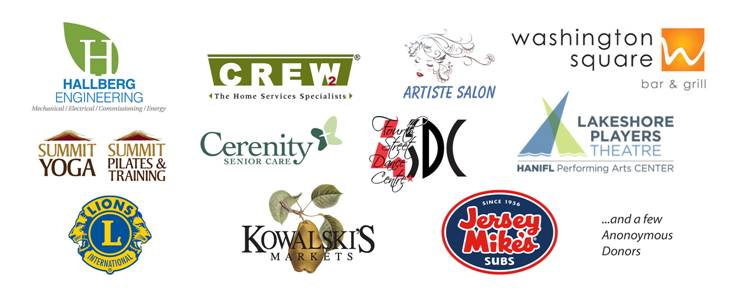 H
HALLBERG
ENGINEERING
Mechanical / Electrical / Commissioning / Energy
CREW2®
The Home Services Specialists
ARTISTE SALON
washington
square
w
bar & grill
SUMMIT
YOGA
SUMMIT
PILATES &
TRAINING
Cerenity
SENIOR CARE
Fourth
Street
Dance
Centre
4SDC
LAKESHORE
PLAYERS
THEATRE
HANIFL Performing Arts CENTER
LIONS
L
INTERNATIONAL
KOWALSKI'S
MARKETS
SINCE 1956
Jersey
Mike's
SUBS
...and a few
Anonoymous
Donors